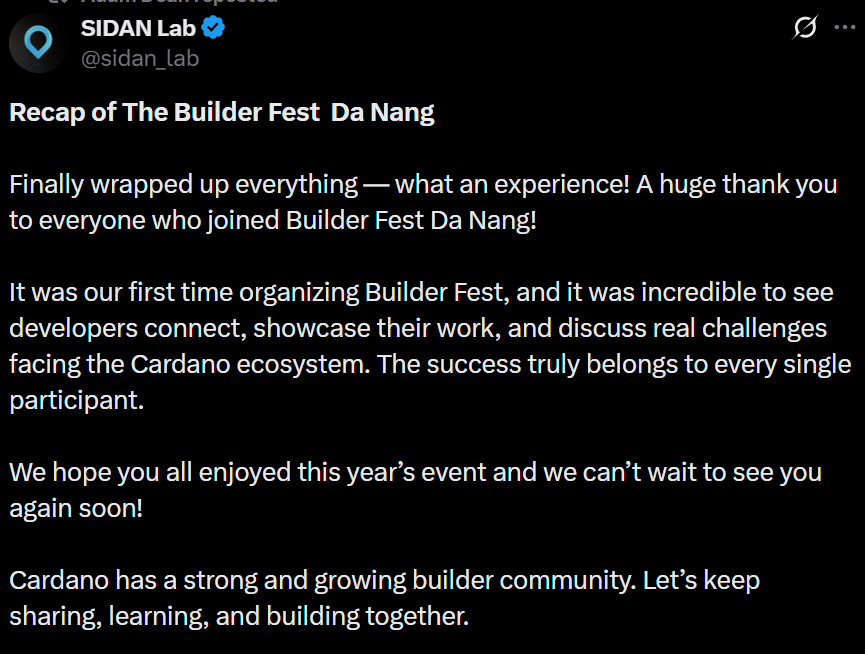 Adam Dean reposted
SIDAN Lab
@sidan_lab
Recap of The Builder Fest  Da Nang
Finally wrapped up everything — what an experience! A huge thank you
to everyone who joined Builder Fest Da Nang!
It was our first time organizing Builder Fest, and it was incredible to see
developers connect, showcase their work, and discuss real challenges
facing the Cardano ecosystem. The success truly belongs to every single
participant.
We hope you all enjoyed this year’s event and we can’t wait to see you
again soon!
Cardano has a strong and growing builder community. Let’s keep
sharing, learning, and building together.